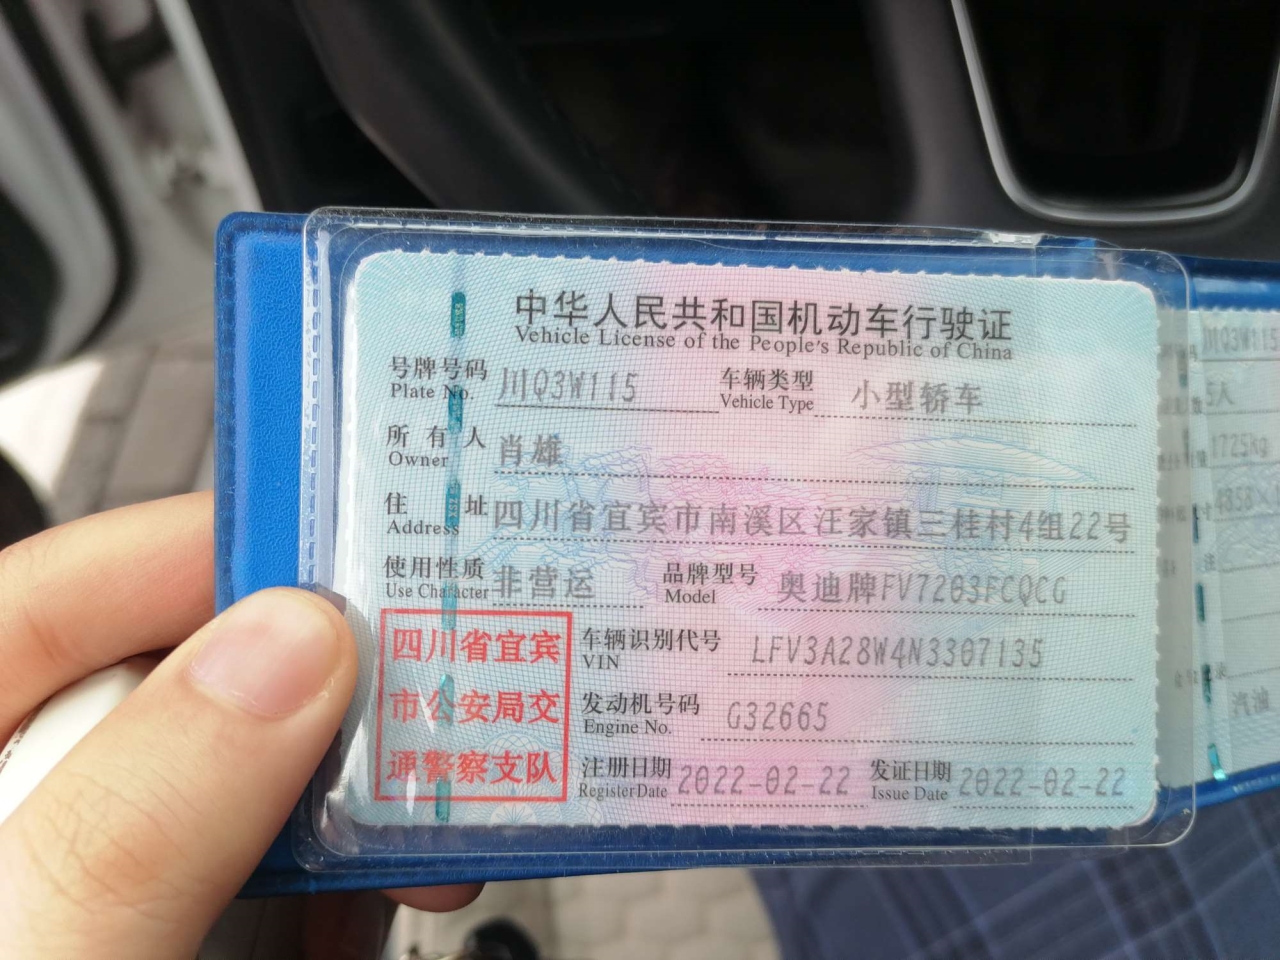 中华人民共和国机动车行驶证
Vehicle License of the People's Republic of China
号牌号码 川Q3W115 车辆类型 小型轿车
Plate No. Vehicle Type
所有人 肖雄
Owner
住址 四川省宜宾市南溪区汪家镇三桂村4组22号
Address
使用性质 非营运 品牌型号 奥迪牌FV7203FCQCG
Use Character Model
四川省宜宾
市公安局交
通警察支队
车辆识别代号 LFV3A28W4N3307135
VIN
发动机号码 G32665
Engine No.
注册日期 2022-02-22 发证日期 2022-02-22
Register Date Issue Date
川Q3W115
5人
1725kg
汽油